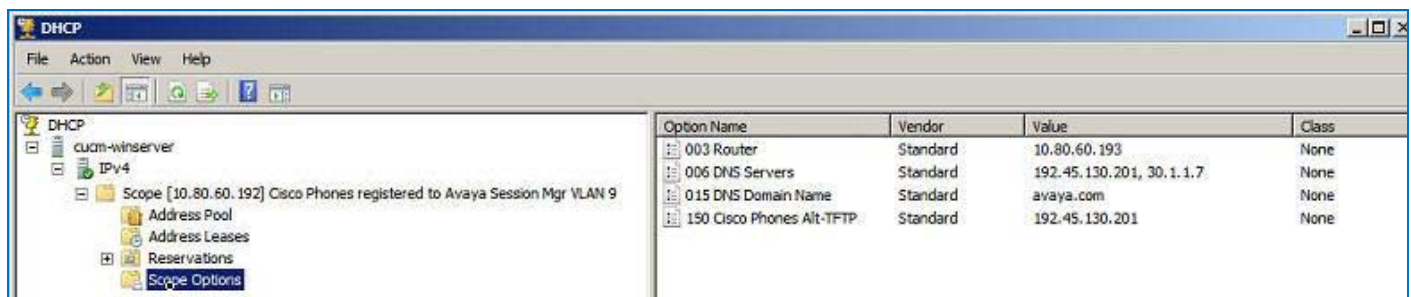 DHCP
File Action View Help
DHCP
cucm-winserver
IPv4
Scope [10.80.60.192] Cisco Phones registered to Avaya Session Mgr VLAN 9
Address Pool
Address Leases
Reservations
Scope Options
Option Name Vendor Value Class
003 Router Standard 10.80.60.193 None
006 DNS Servers Standard 192.45.130.201, 30.1.1.7 None
015 DNS Domain Name Standard avaya.com None
150 Cisco Phones Alt-TFTP Standard 192.45.130.201 None